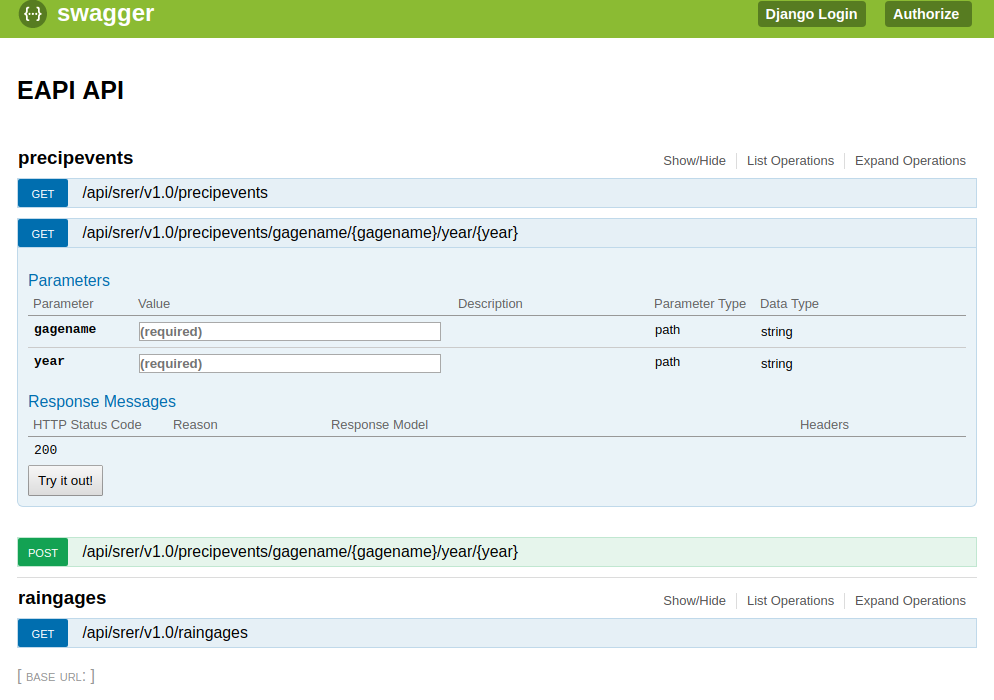 {···} swagger Django Login Authorize
EAPI API
precipevents Show/Hide List Operations Expand Operations
GET /api/srer/v1.0/precipevents
GET /api/srer/v1.0/precipevents/gagename/{gagename}/year/{year}
Parameters
Parameter Value Description Parameter Type Data Type
gagename (required) path string
year (required) path string
Response Messages
HTTP Status Code Reason Response Model Headers
200
Try it out!
POST /api/srer/v1.0/precipevents/gagename/{gagename}/year/{year}
raingages Show/Hide List Operations Expand Operations
GET /api/srer/v1.0/raingages
[ BASE URL: ]